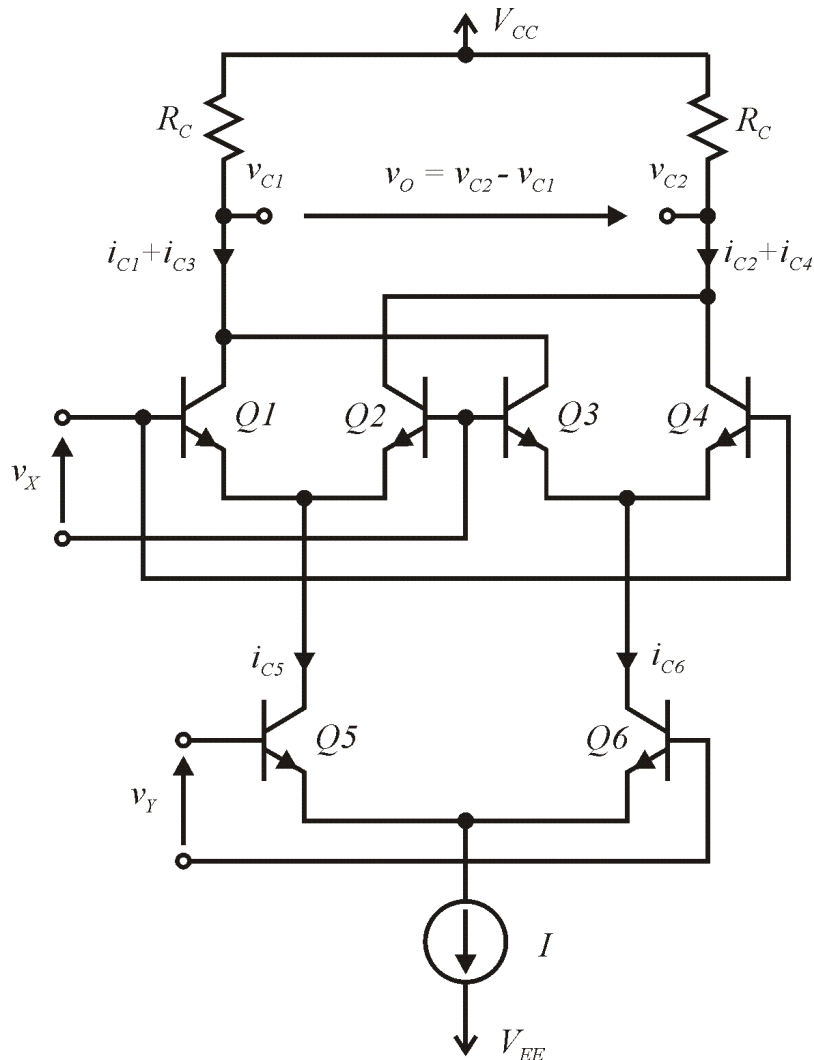 V_CC
R_C
R_C
v_C1
v_O = v_C2 - v_C1
v_C2
i_C1+i_C3
i_C2+i_C4
Q1
Q2
Q3
Q4
v_X
i_C5
i_C6
Q5
Q6
v_Y
I
V_EE